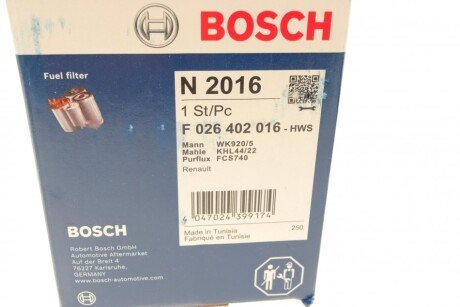 BOSCH
Fuel filter
N 2016
1 St/Pc
F 026 402 016 - HWS
Mann WK920/5
Mahle KHL44/22
Purflux FCS740
Renault
4 047024 399174
Made in Tunisia
Fabriqué en Tunisie
250
BOSCH
Robert Bosch GmbH
Automotive Aftermarket
Auf der Breit 4
76227 Karlsruhe,
GERMANY
www.bosch-automotive.com